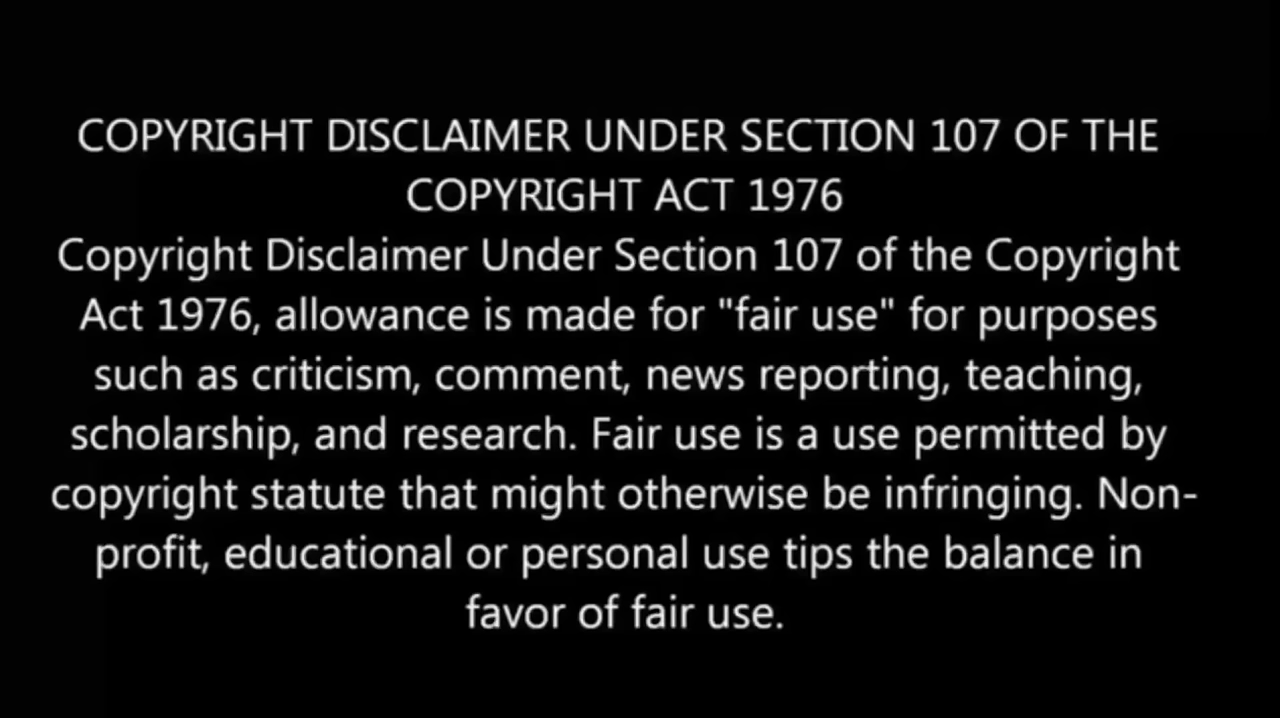 COPYRIGHT DISCLAIMER UNDER SECTION 107 OF THE
COPYRIGHT ACT 1976
Copyright Disclaimer Under Section 107 of the Copyright
Act 1976, allowance is made for "fair use" for purposes
such as criticism, comment, news reporting, teaching,
scholarship, and research. Fair use is a use permitted by
copyright statute that might otherwise be infringing. Non-
profit, educational or personal use tips the balance in
favor of fair use.